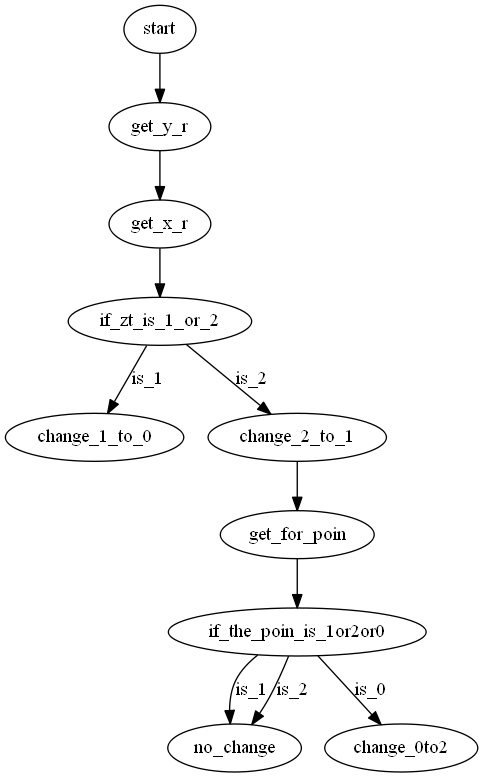 start
get_y_r
get_x_r
if_zt_is_1_or_2
is_1
is_2
change_1_to_0
change_2_to_1
get_for_poin
if_the_poin_is_1or2or0
is_1
is_2
is_0
no_change
change_0to2